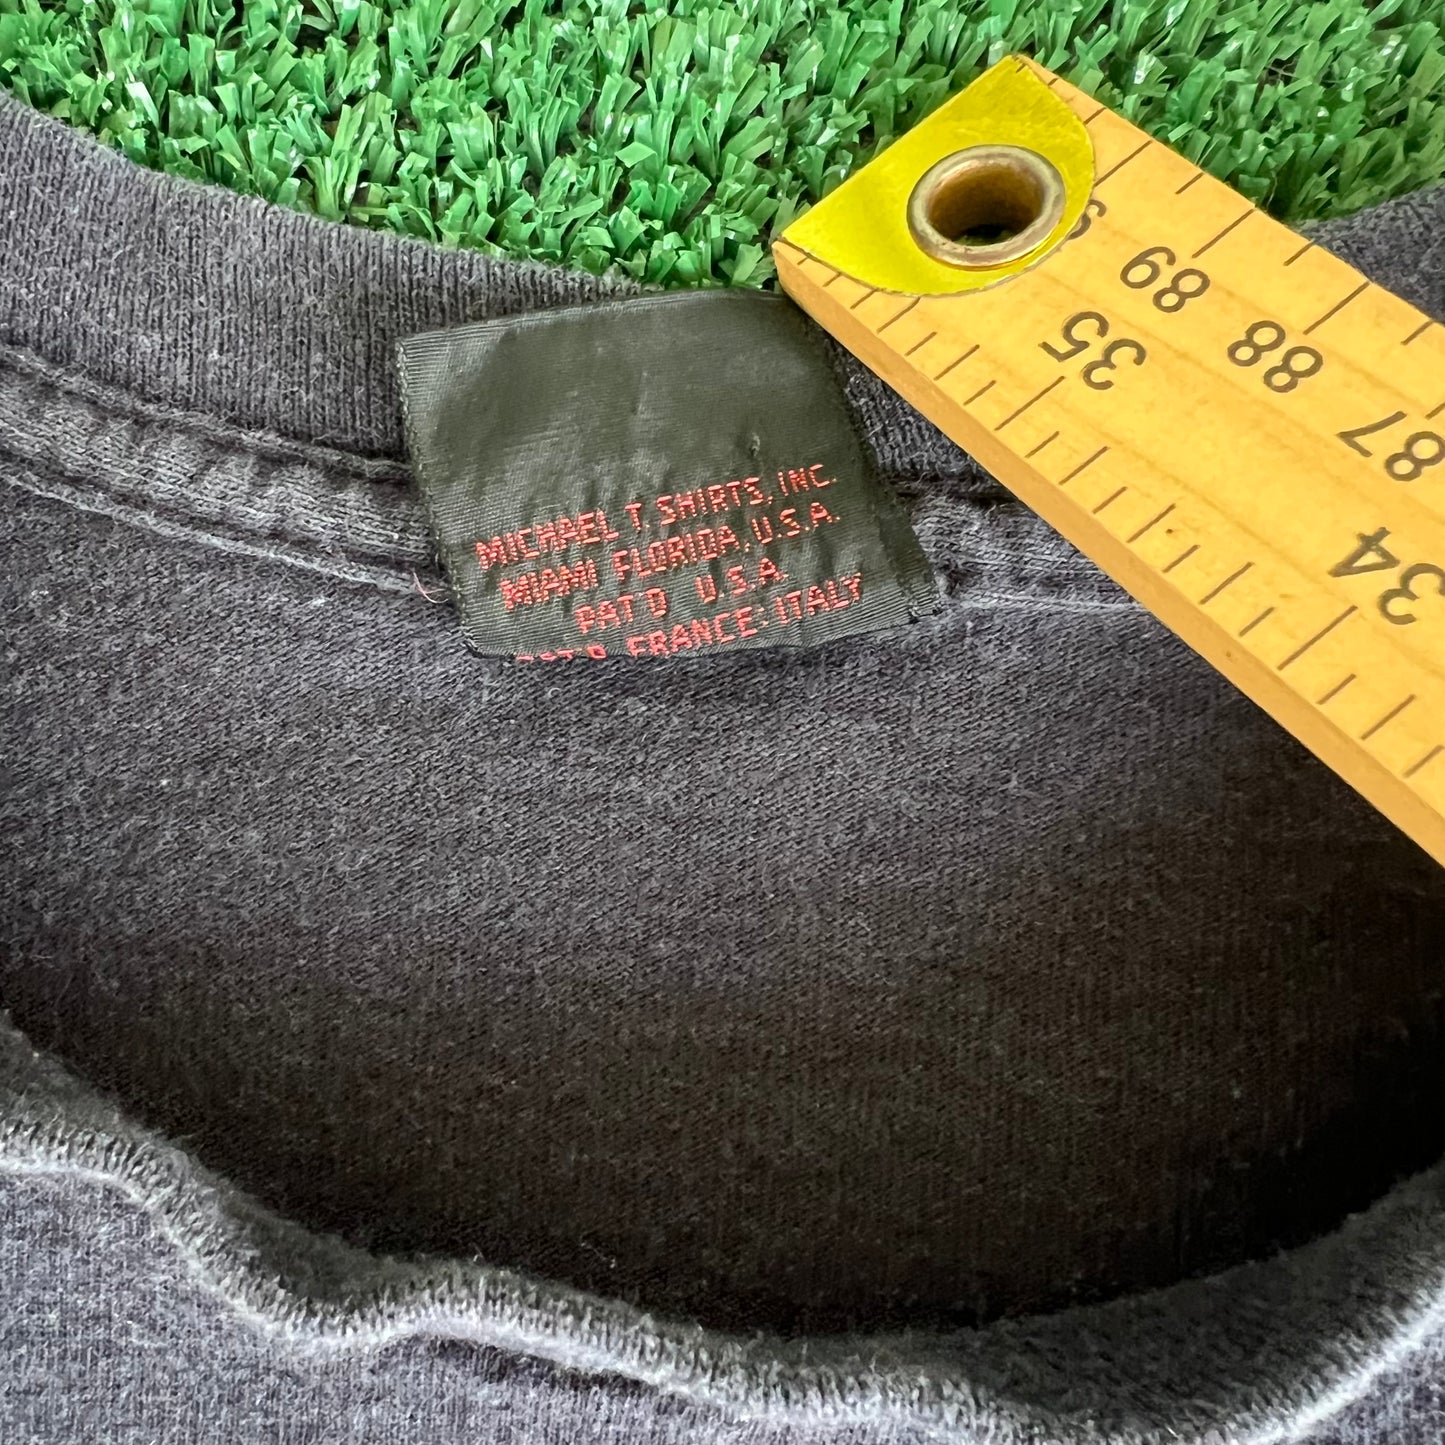 MICHAEL T. SHIRTS, INC.
MIAMI FLORIDA, U.S.A.
PAT'D U.S.A.
FRANCE: ITALY
89
35
88
87
34